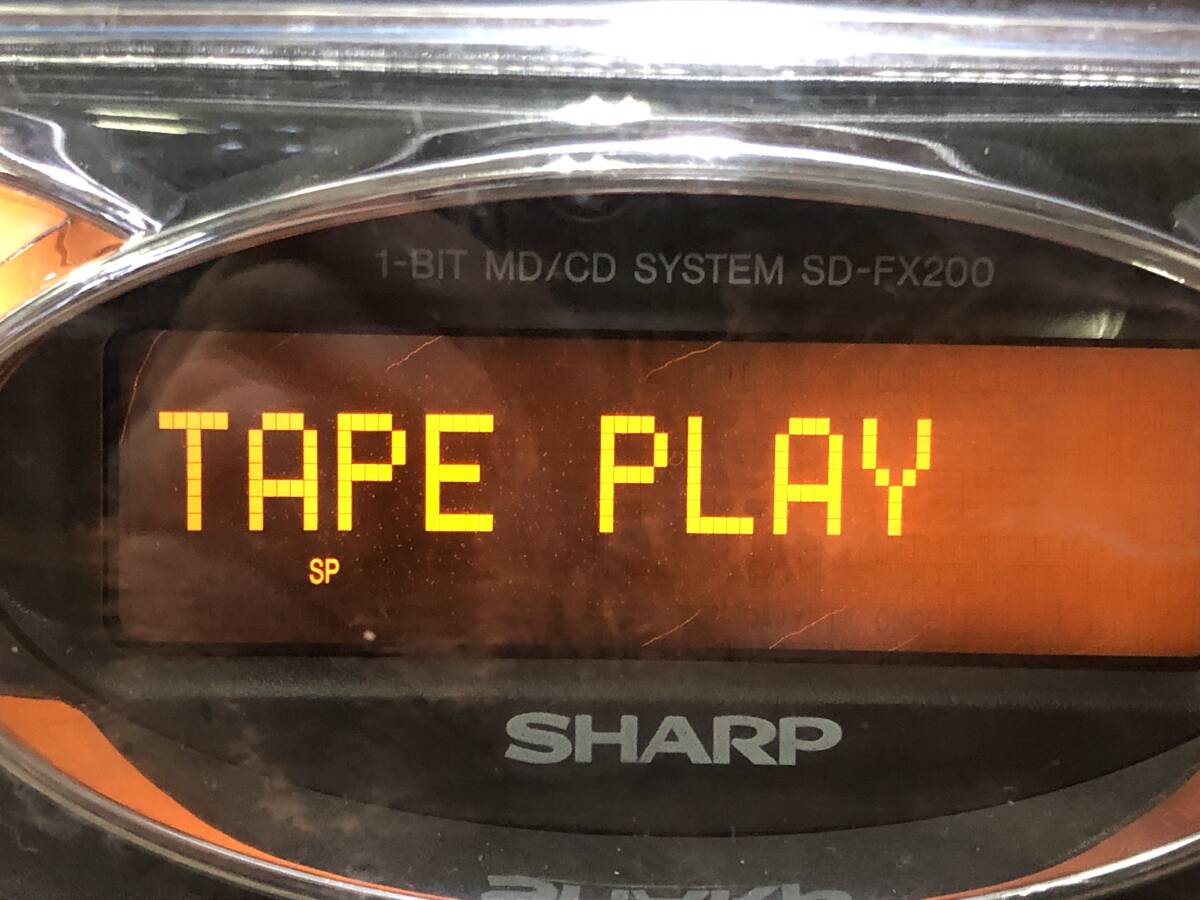 1-BIT MD/CD SYSTEM SD-FX200
TAPE PLAY
SP
SHARP